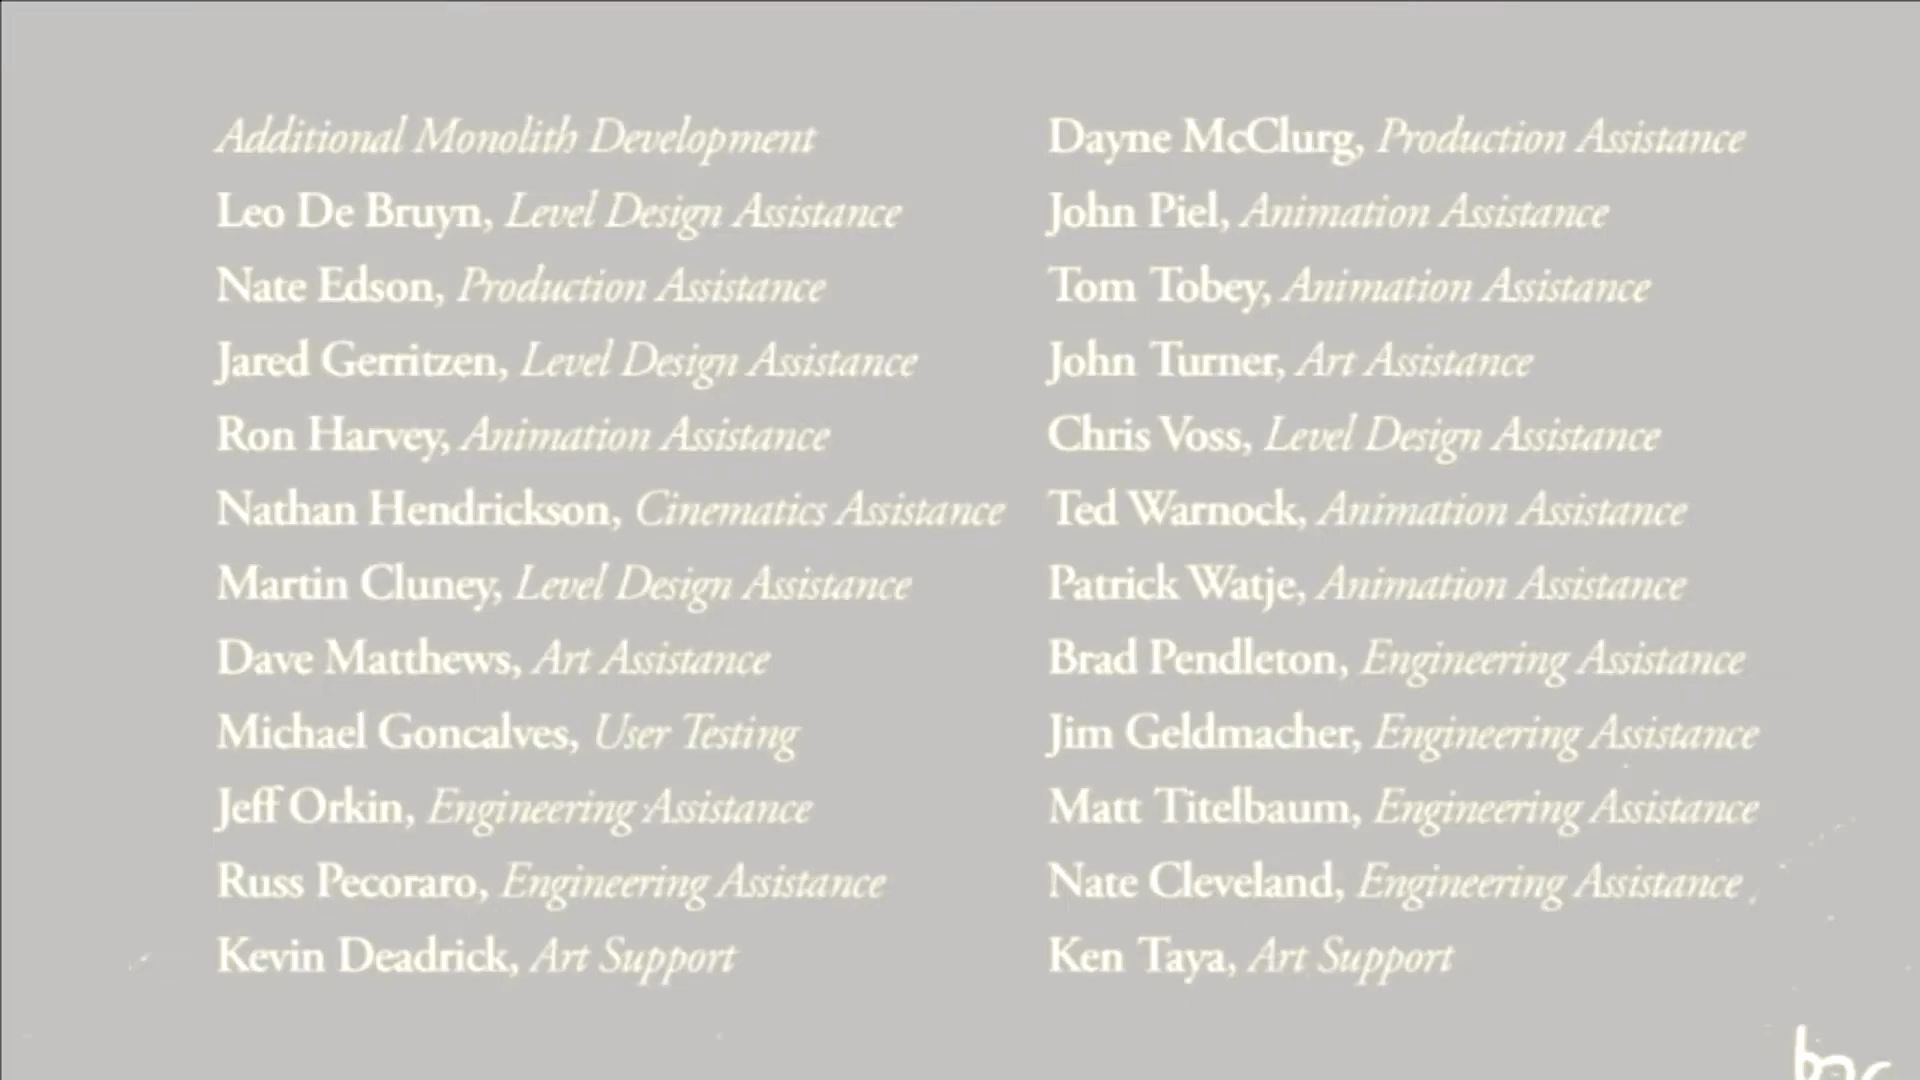 Additional Monolith Development
Leo De Bruyn, Level Design Assistance
Nate Edson, Production Assistance
Jared Gerritzen, Level Design Assistance
Ron Harvey, Animation Assistance
Nathan Hendrickson, Cinematics Assistance
Martin Cluney, Level Design Assistance
Dave Matthews, Art Assistance
Michael Goncalves, User Testing
Jeff Orkin, Engineering Assistance
Russ Pecoraro, Engineering Assistance
Kevin Deadrick, Art Support
Dayne McClurg, Production Assistance
John Piel, Animation Assistance
Tom Tobey, Animation Assistance
John Turner, Art Assistance
Chris Voss, Level Design Assistance
Ted Warnock, Animation Assistance
Patrick Watje, Animation Assistance
Brad Pendleton, Engineering Assistance
Jim Geldmacher, Engineering Assistance
Matt Titelbaum, Engineering Assistance
Nate Cleveland, Engineering Assistance
Ken Taya, Art Support